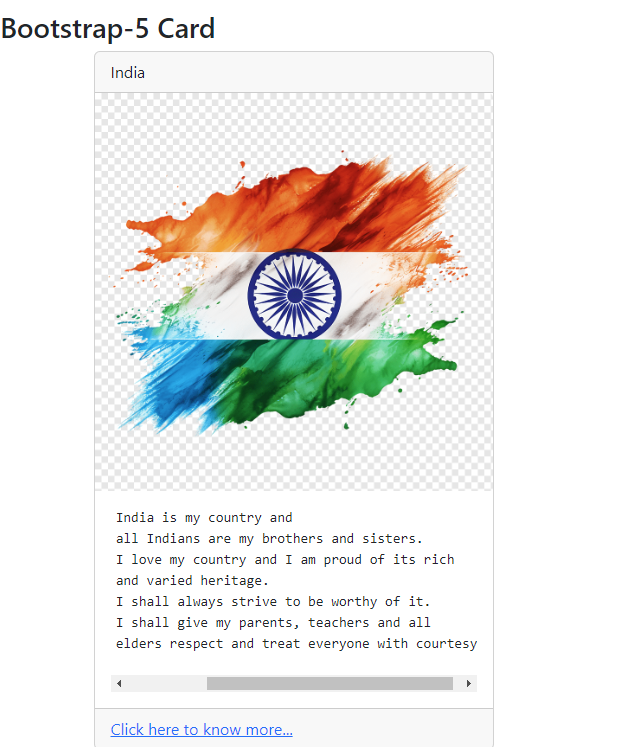 Bootstrap-5 Card
India
India is my country and
all Indians are my brothers and sisters.
I love my country and I am proud of its rich
and varied heritage.
I shall always strive to be worthy of it.
I shall give my parents, teachers and all
elders respect and treat everyone with courtesy
Click here to know more...